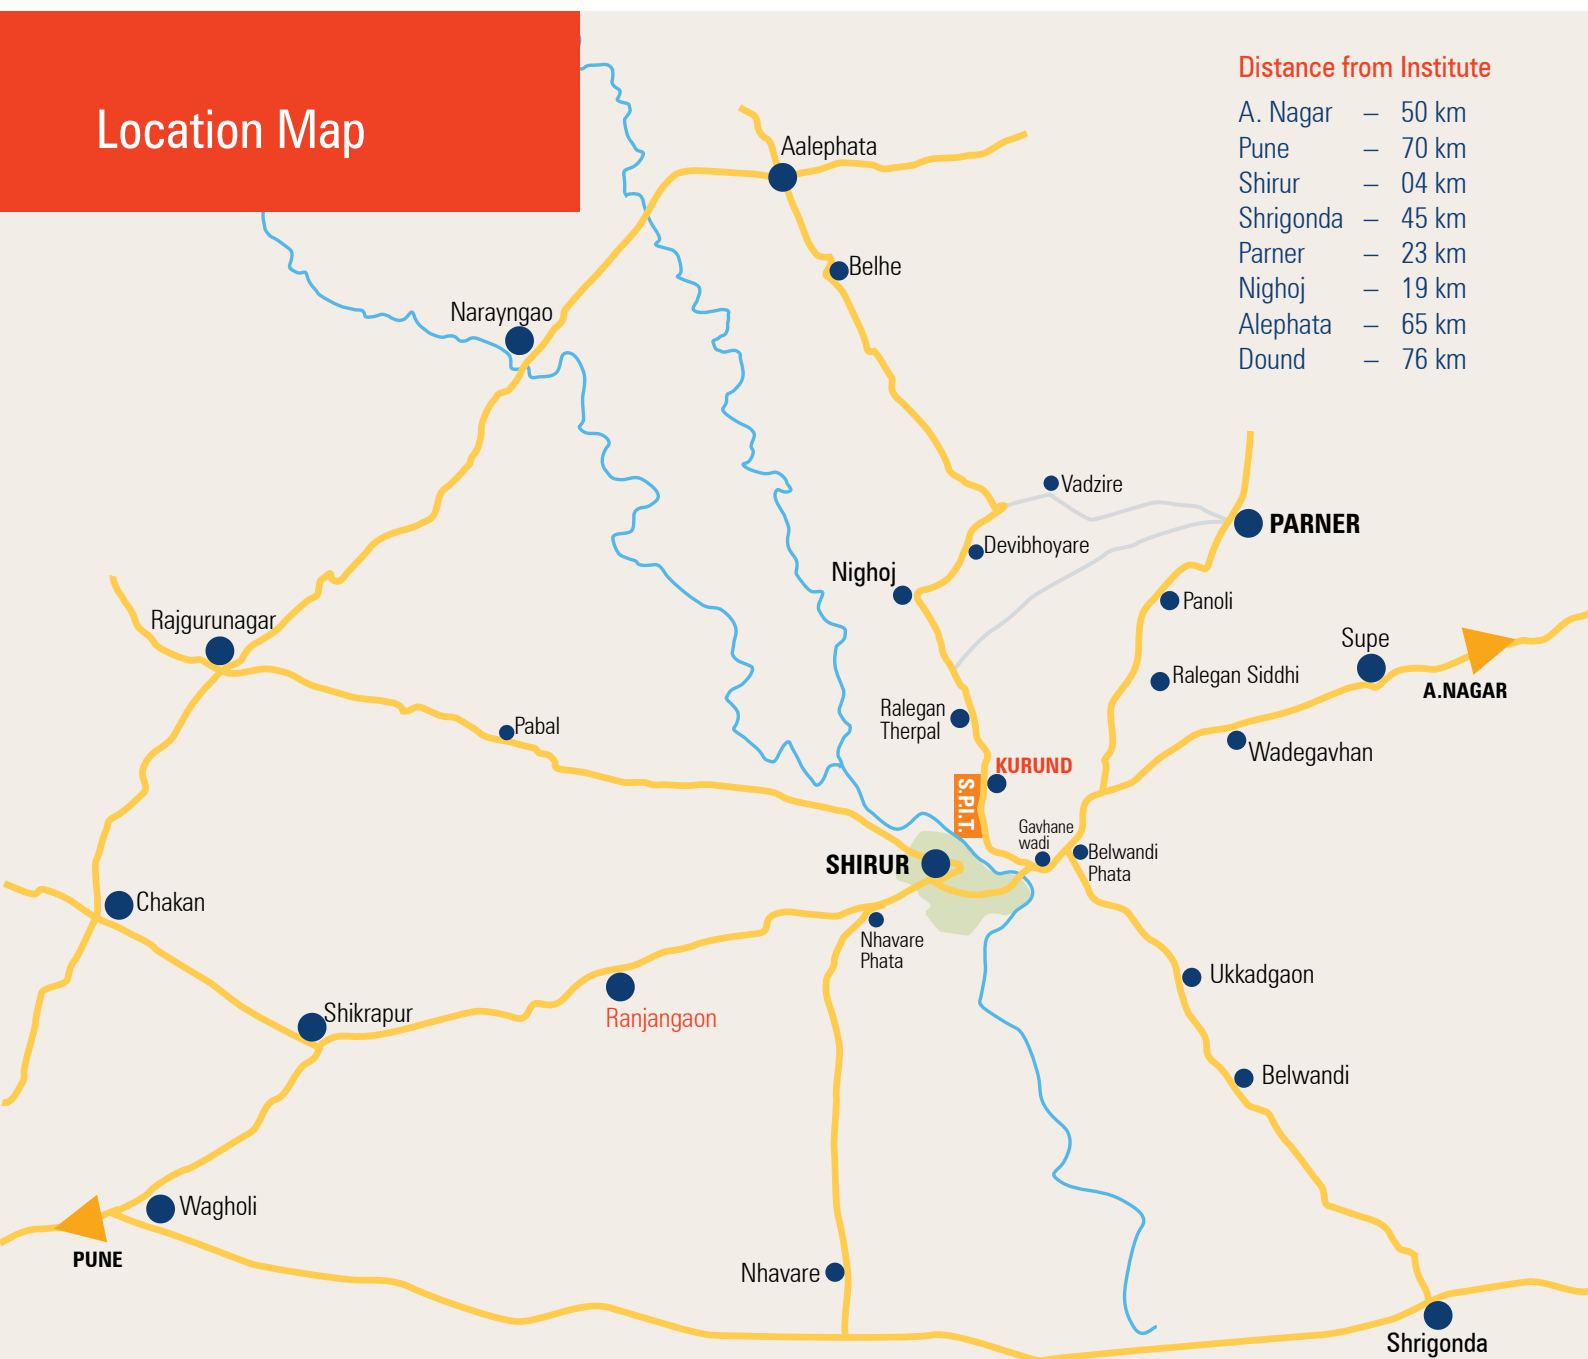 Location Map
Distance from Institute
A. Nagar – 50 km
Pune – 70 km
Shirur – 04 km
Shrigonda – 45 km
Parner – 23 km
Nighoj – 19 km
Alephata – 65 km
Dound – 76 km
Aalephata
Belhe
Narayngao
Vadzire
PARNER
Devibhoyare
Nighoj
Panoli
Rajgurunagar
Supe
Ralegan Siddhi
A.NAGAR
Ralegan
Therpal
Pabal
Wadegavhan
KURUND
S.P.I.T.
Gavhane
wadi
Belwandi
Phata
SHIRUR
Chakan
Nhavare
Phata
Ukkadgaon
Shikrapur
Ranjangaon
Belwandi
Wagholi
PUNE
Nhavare
Shrigonda